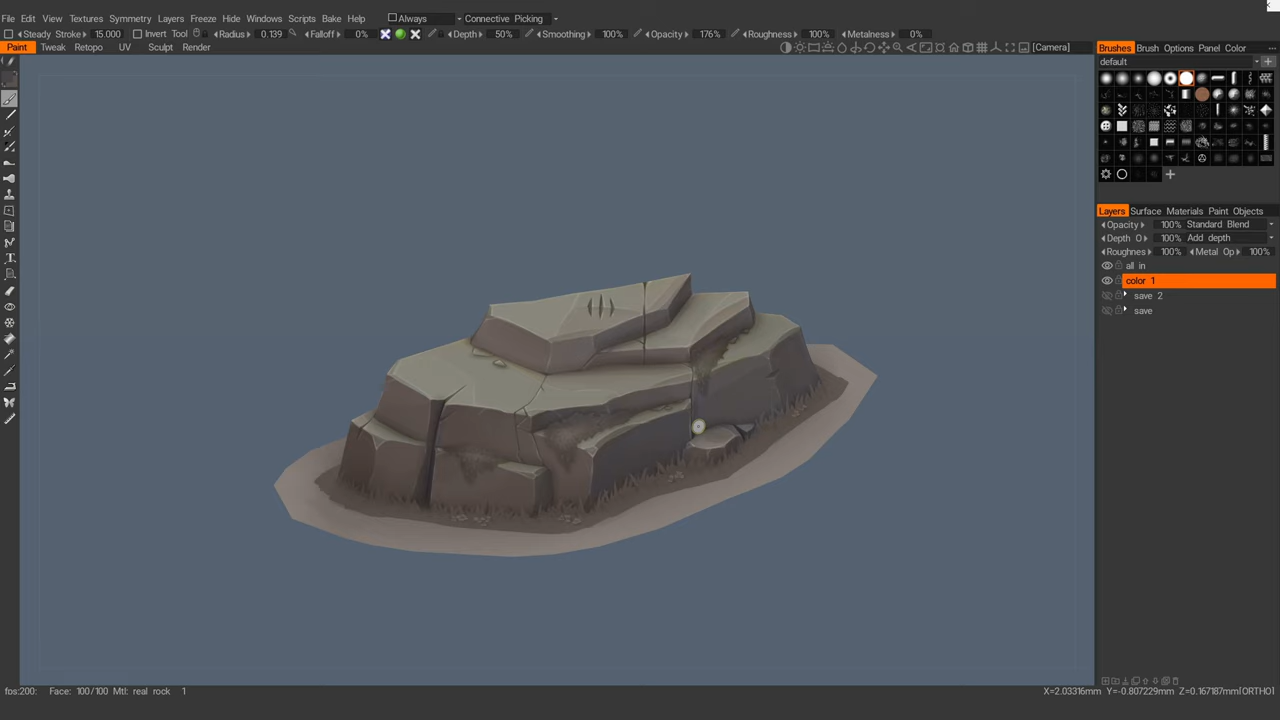 File Edit View Textures Symmetry Layers Freeze Hide Windows Scripts Bake Help Always Connective Picking
Steady Stroke 15.000 Invert Tool Radius 0.139 Falloff 0% Depth 50% Smoothing 100% Opacity 176% Roughness 100% Metalness 0%
Paint Tweak Retopo UV Sculpt Render [Camera] Brushes Brush Options Panel Color
default
Layers Surface Materials Paint Objects
Opacity 100% Standard Blend
Depth O 100% Add depth
Roughnes 100% Metal Op 100%
all in
color 1
save 2
save
fps:200: Face: 100/100 Mtl: real rock 1 X=2.03316mm Y=-0.807229mm Z=0.167187mm[ORTHO]